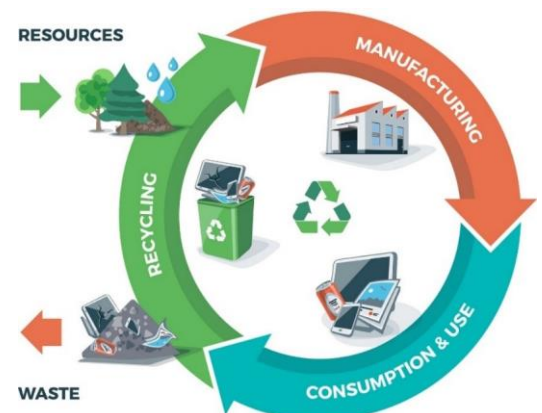 RESOURCES
MANUFACTURING
RECYCLING
CONSUMPTION & USE
WASTE